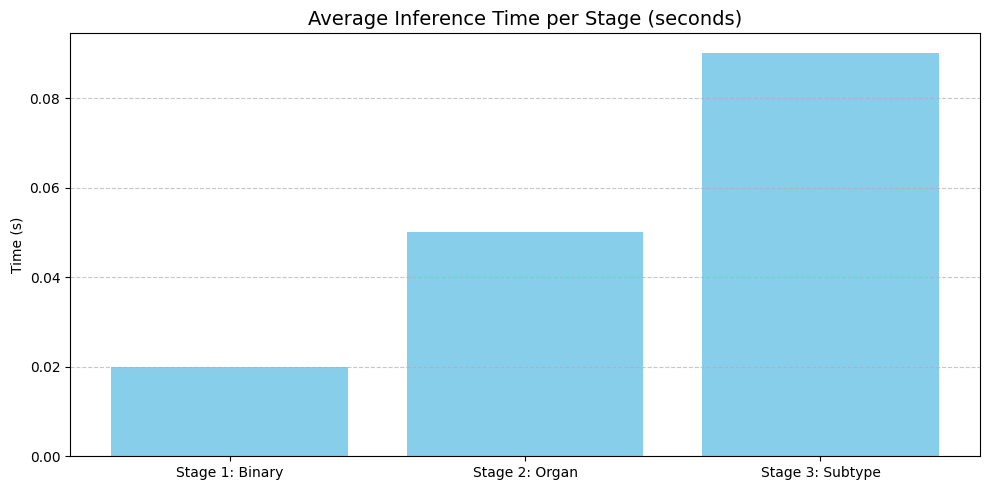 Average Inference Time per Stage (seconds)
Time (s)
0.08
0.06
0.04
0.02
0.00
Stage 1: Binary
Stage 2: Organ
Stage 3: Subtype